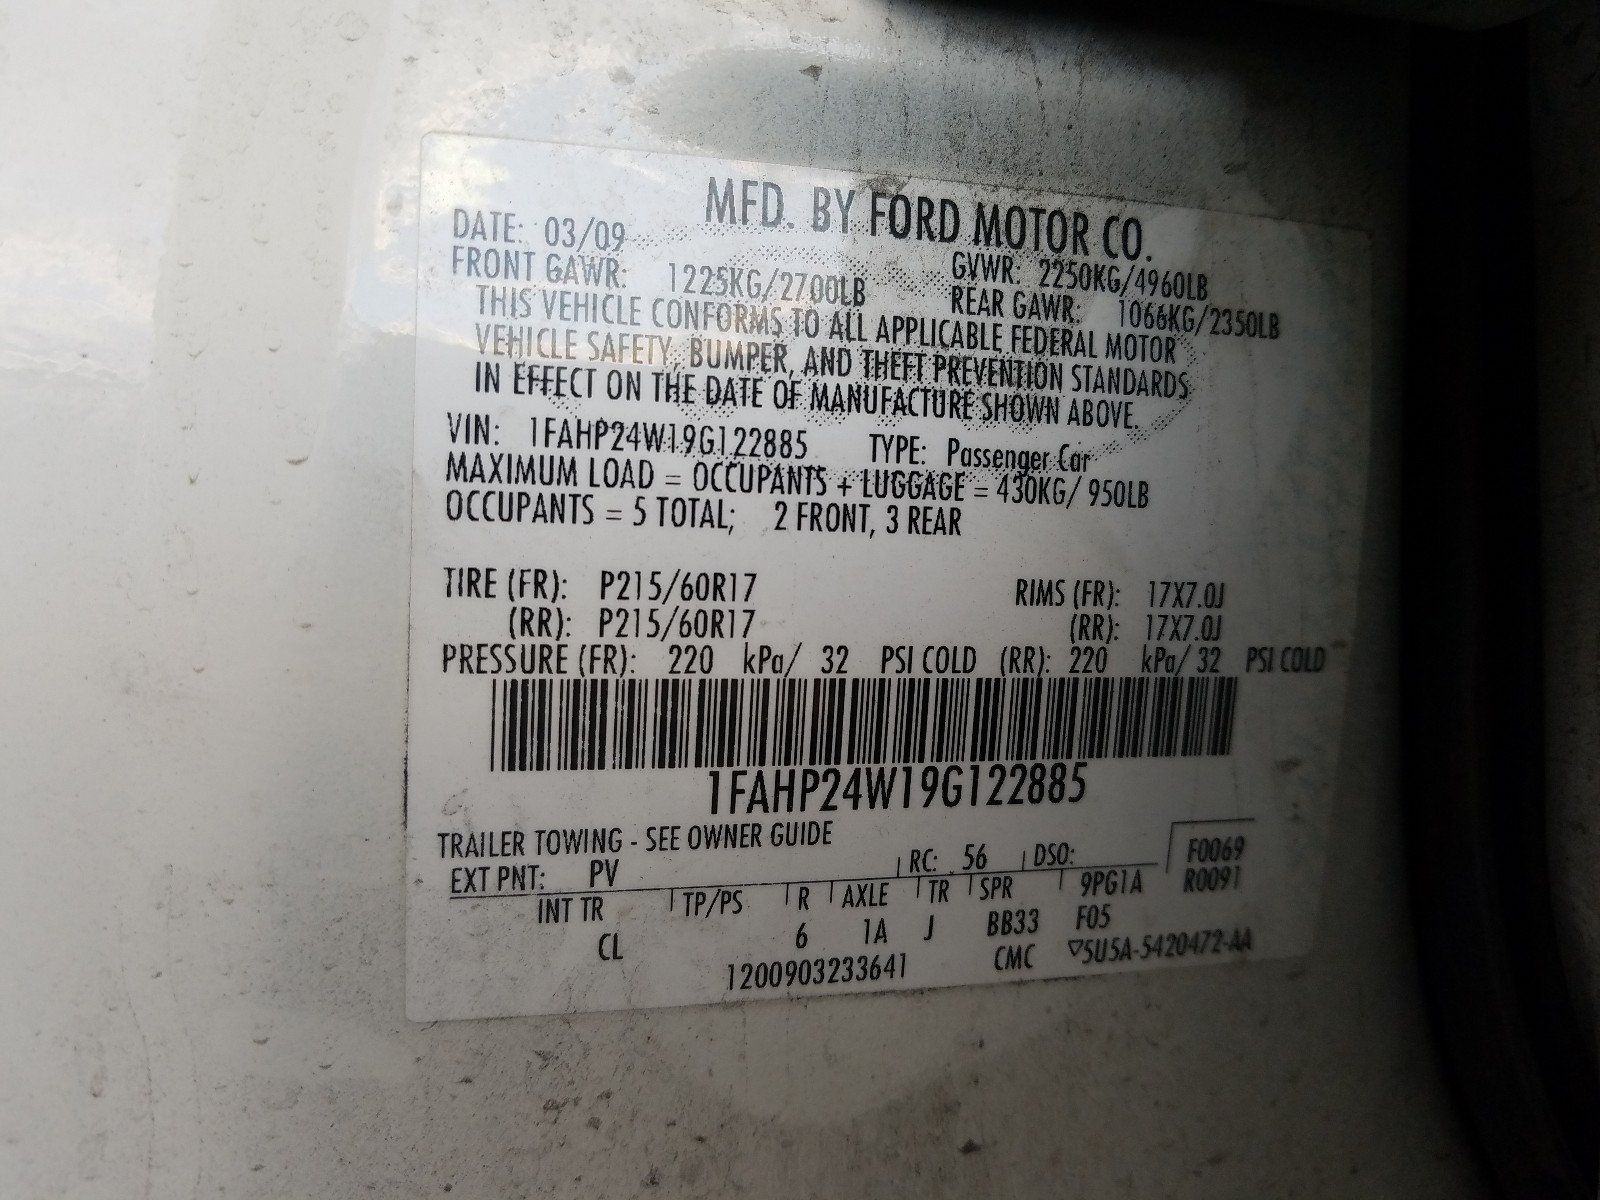 MFD. BY FORD MOTOR CO.
DATE: 03/09 GVWR: 2250KG/4960LB
FRONT GAWR: 1225KG/2700LB REAR GAWR: 1066KG/2350LB
THIS VEHICLE CONFORMS TO ALL APPLICABLE FEDERAL MOTOR
VEHICLE SAFETY, BUMPER, AND THEFT PREVENTION STANDARDS
IN EFFECT ON THE DATE OF MANUFACTURE SHOWN ABOVE.
VIN: 1FAHP24W19G122885 TYPE: Passenger Car
MAXIMUM LOAD = OCCUPANTS + LUGGAGE = 430KG/ 950LB
OCCUPANTS = 5 TOTAL; 2 FRONT, 3 REAR
TIRE (FR): P215/60R17 RIMS (FR): 17X7.0J
(RR): P215/60R17 (RR): 17X7.0J
PRESSURE (FR): 220 kPa/ 32 PSI COLD (RR): 220 kPa/ 32 PSI COLD
1FAHP24W19G122885
TRAILER TOWING - SEE OWNER GUIDE
EXT PNT: PV RC: 56 DSO: F0069
INT TR TP/PS R AXLE TR SPR 9PG1A R0091
CL 6 1A J BB33 F05
1200903233641 CMC ▽5U5A-5420472-AA